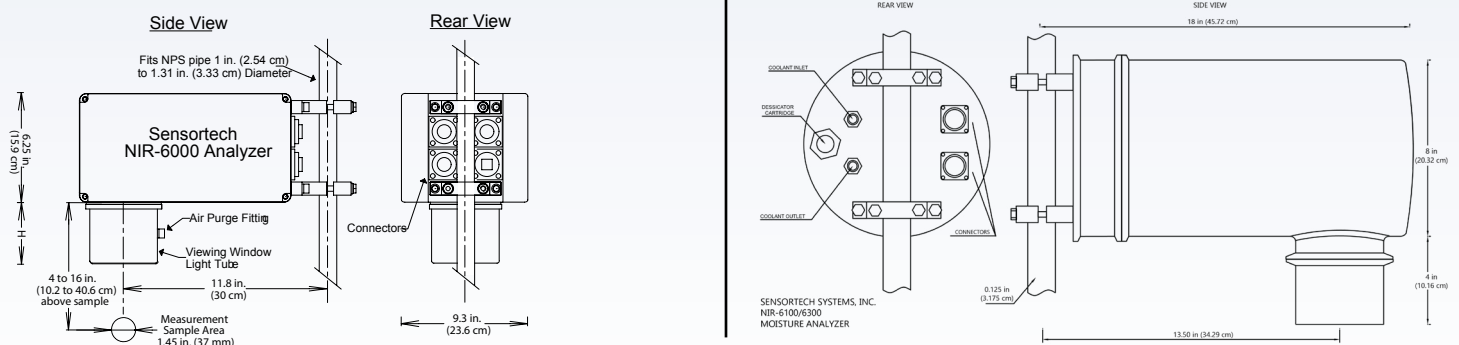 Side View
Rear View
Fits NPS pipe 1 in. (2.54 cm)
to 1.31 in. (3.33 cm) Diameter
Sensortech
NIR-6000 Analyzer
6.25 in.
(15.9 cm)
H
Air Purge Fitting
Viewing Window
Light Tube
4 to 16 in.
(10.2 to 40.6 cm)
above sample
11.8 in.
(30 cm)
Measurement
Sample Area
1.45 in. (37 mm)
Connectors
9.3 in.
(23.6 cm)
REAR VIEW
SIDE VIEW
18 in (45.72 cm)
COOLANT INLET
DESSICATOR
CARTRIDGE
COOLANT OUTLET
CONNECTORS
8 in
(20.32 cm)
4 in
(10.16 cm)
0.125 in
(3.175 cm)
SENSORTECH SYSTEMS, INC.
NIR-6100/6300
MOISTURE ANALYZER
13.50 in (34.29 cm)